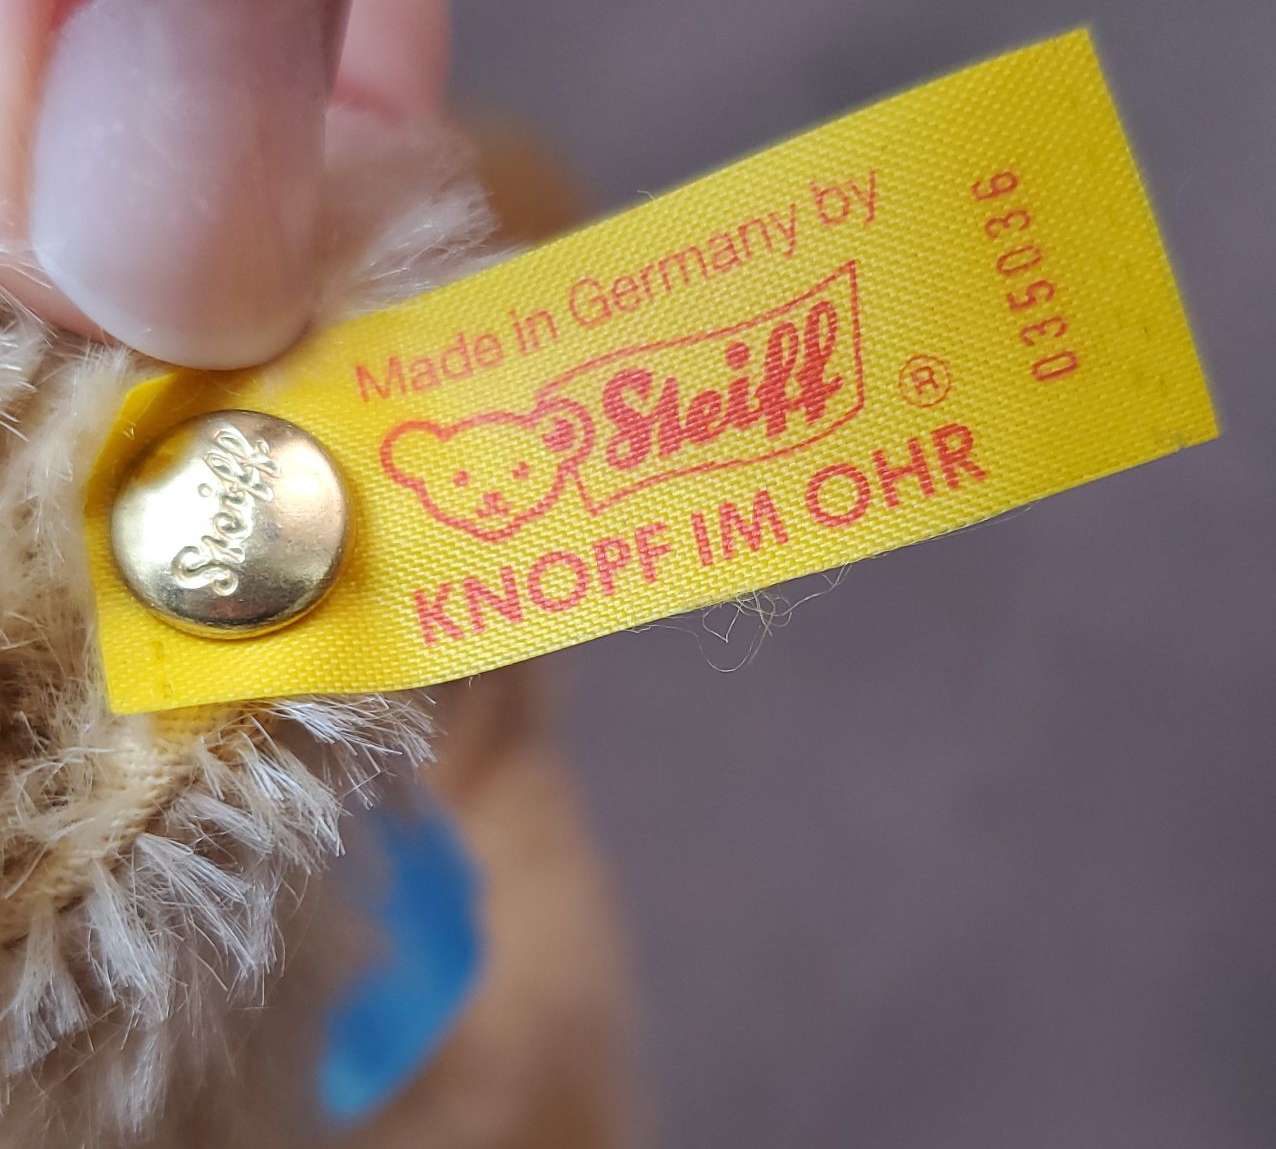 Made in Germany by
Steiff
®
KNOPF IM OHR
035036
Steiff